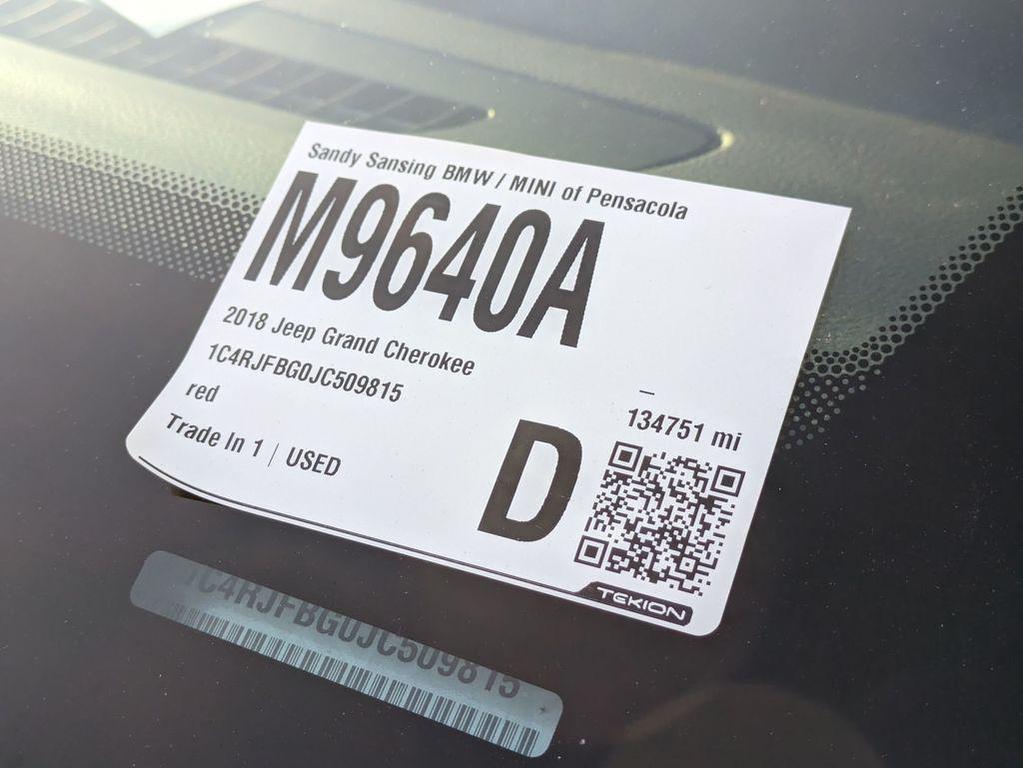 Sandy Sansing BMW / MINI of Pensacola
M9640A
2018 Jeep Grand Cherokee
1C4RJFBG0JC509815
red
Trade In 1 | USED
–
134751 mi
D
TEKION
1C4RJFBG0JC509815